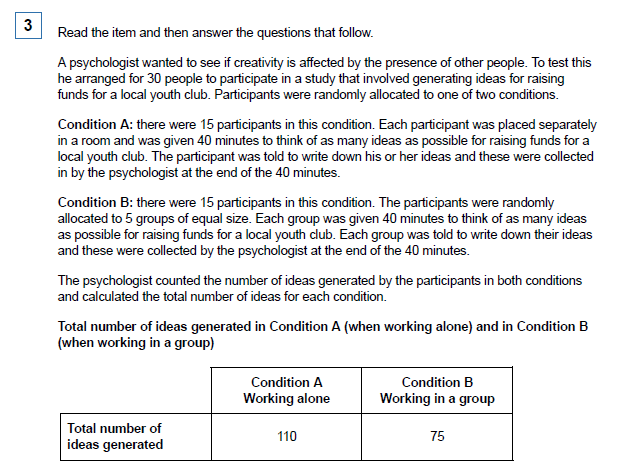 3
Read the item and then answer the questions that follow.
A psychologist wanted to see if creativity is affected by the presence of other people. To test this
he arranged for 30 people to participate in a study that involved generating ideas for raising
funds for a local youth club. Participants were randomly allocated to one of two conditions.
Condition A: there were 15 participants in this condition. Each participant was placed separately
in a room and was given 40 minutes to think of as many ideas as possible for raising funds for a
local youth club. The participant was told to write down his or her ideas and these were collected
in by the psychologist at the end of the 40 minutes.
Condition B: there were 15 participants in this condition. The participants were randomly
allocated to 5 groups of equal size. Each group was given 40 minutes to think of as many ideas
as possible for raising funds for a local youth club. Each group was told to write down their ideas
and these were collected by the psychologist at the end of the 40 minutes.
The psychologist counted the number of ideas generated by the participants in both conditions
and calculated the total number of ideas for each condition.
Total number of ideas generated in Condition A (when working alone) and in Condition B
(when working in a group)
Condition A
Working alone
Condition B
Working in a group
Total number of
ideas generated
110
75